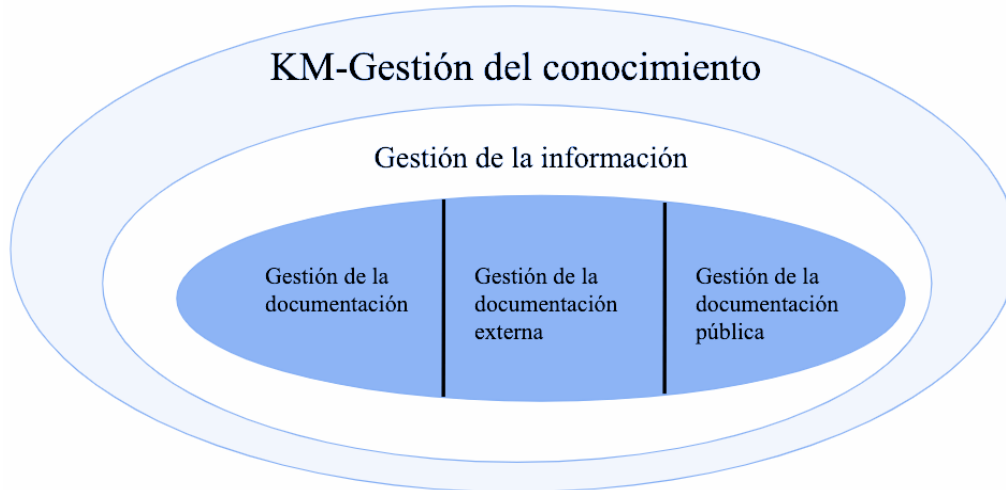 KM-Gestión del conocimiento
Gestión de la información
Gestión de la
documentación
Gestión de la
documentación
externa
Gestión de la
documentación
pública